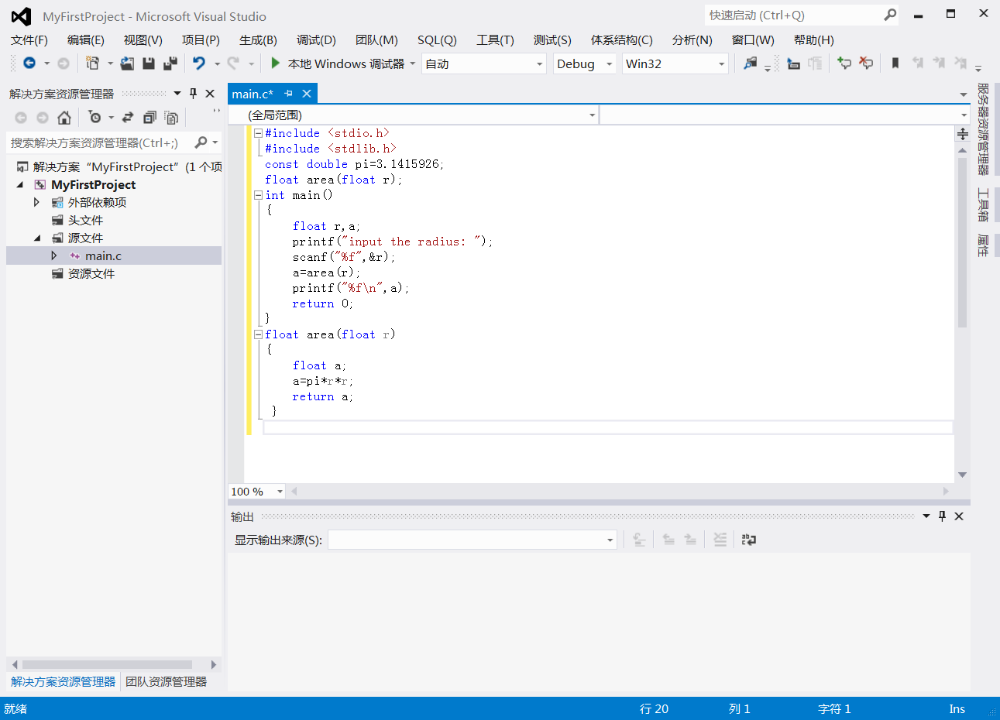 MyFirstProject - Microsoft Visual Studio
快速启动 (Ctrl+Q)
文件(F) 编辑(E) 视图(V) 项目(P) 生成(B) 调试(D) 团队(M) SQL(Q) 工具(T) 测试(S) 体系结构(C) 分析(N) 窗口(W) 帮助(H)
本地 Windows 调试器 自动 Debug Win32
解决方案资源管理器
搜索解决方案资源管理器(Ctrl+;)
解决方案 “MyFirstProject” (1 个项
MyFirstProject
外部依赖项
头文件
源文件
main.c
资源文件
解决方案资源管理器 团队资源管理器
main.c*
(全局范围)
#include <stdio.h>
#include <stdlib.h>
const double pi=3.1415926;
float area(float r);
int main()
{
float r,a;
printf("input the radius: ");
scanf("%f",&r);
a=area(r);
printf("%f\n",a);
return 0;
}
float area(float r)
{
float a;
a=pi*r*r;
return a;
}
100 %
输出
显示输出来源(S):
服务器资源管理器
工具箱
属性
就绪 行 20 列 1 字符 1 Ins